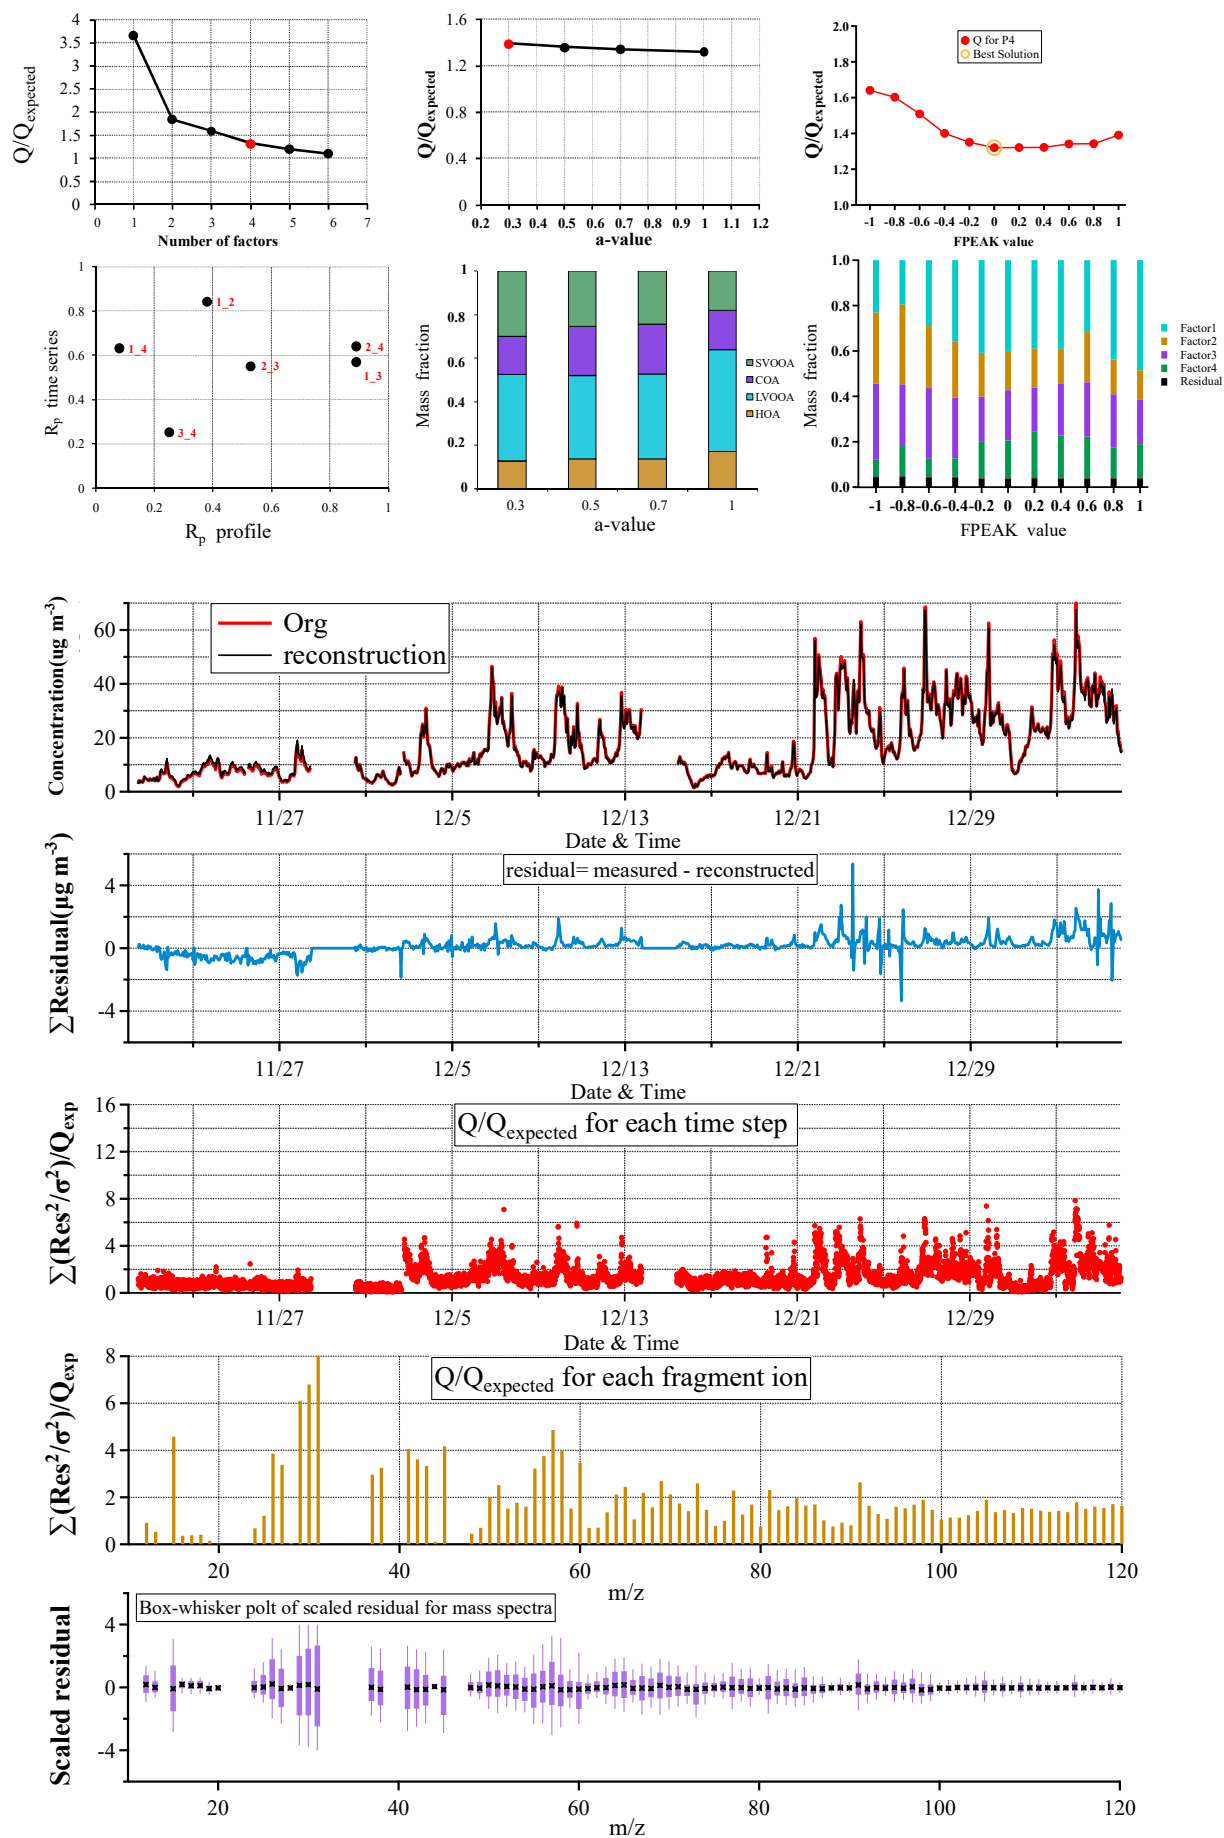 Q/Qexpected
4
3.5
3
2.5
2
1.5
1
0.5
0
0 1 2 3 4 5 6 7
Number of factors
Q/Qexpected
1.6
1.2
0.8
0.4
0
0.2 0.3 0.4 0.5 0.6 0.7 0.8 0.9 1 1.1 1.2
a-value
Q/Qexpected
2.0
1.8
1.6
1.4
1.2
1.0
Q for P4
Best Solution
-1 -0.8 -0.6 -0.4 -0.2 0 0.2 0.4 0.6 0.8 1
FPEAK value
Rp time series
1
0.8
0.6
0.4
0.2
0
1_2
1_4
2_4
2_3
1_3
3_4
0 0.2 0.4 0.6 0.8 1
Rp profile
Mass fraction
1
0.8
0.6
0.4
0.2
0
SVOOA
COA
LVOOA
HOA
0.3 0.5 0.7 1
a-value
Mass fraction
1.0
0.8
0.6
0.4
0.2
0.0
Factor1
Factor2
Factor3
Factor4
Residual
-1 -0.8-0.6-0.4-0.2 0 0.2 0.4 0.6 0.8 1
FPEAK value
Concentration(ug m-3)
60
40
20
0
Org
reconstruction
11/27 12/5 12/13 12/21 12/29
Date & Time
∑Residual(µg m-3)
4
0
-4
residual= measured - reconstructed
11/27 12/5 12/13 12/21 12/29
Date & Time
∑(Res2/σ2)/Qexp
16
12
8
4
0
Q/Qexpected for each time step
11/27 12/5 12/13 12/21 12/29
Date & Time
∑(Res2/σ2)/Qexp
8
6
4
2
0
Q/Qexpected for each fragment ion
20 40 60 80 100 120
m/z
Scaled residual
4
0
-4
Box-whisker polt of scaled residual for mass spectra
20 40 60 80 100 120
m/z